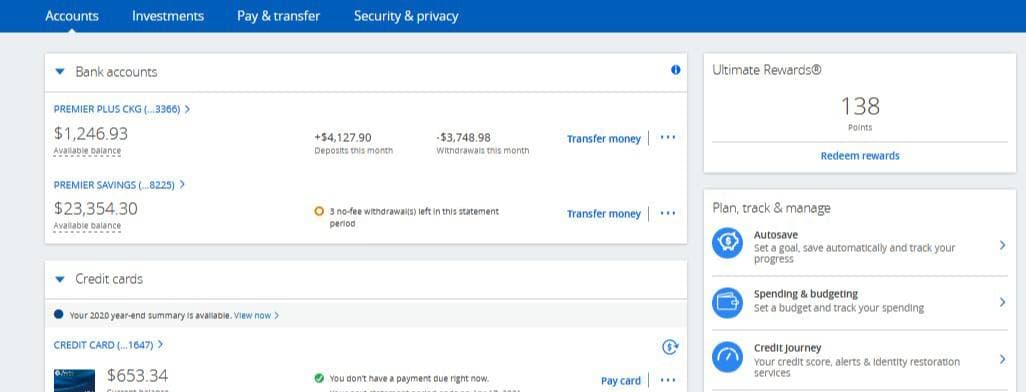 Accounts Investments Pay & transfer Security & privacy
Bank accounts
PREMIER PLUS CKG (...3366)
$1,246.93
Available balance
+$4,127.90
Deposits this month
-$3,748.98
Withdrawals this month
Transfer money
PREMIER SAVINGS (...8225)
$23,354.30
Available balance
3 no-fee withdrawal(s) left in this statement
period
Transfer money
Credit cards
Your 2020 year-end summary is available. View now
CREDIT CARD (...1647)
$653.34
Current balance
You don't have a payment due right now.
Pay card
Ultimate Rewards®
138
Points
Redeem rewards
Plan, track & manage
Autosave
Set a goal, save automatically and track your
progress
Spending & budgeting
Set a budget and track your spending
Credit Journey
Your credit score, alerts & identity restoration
services